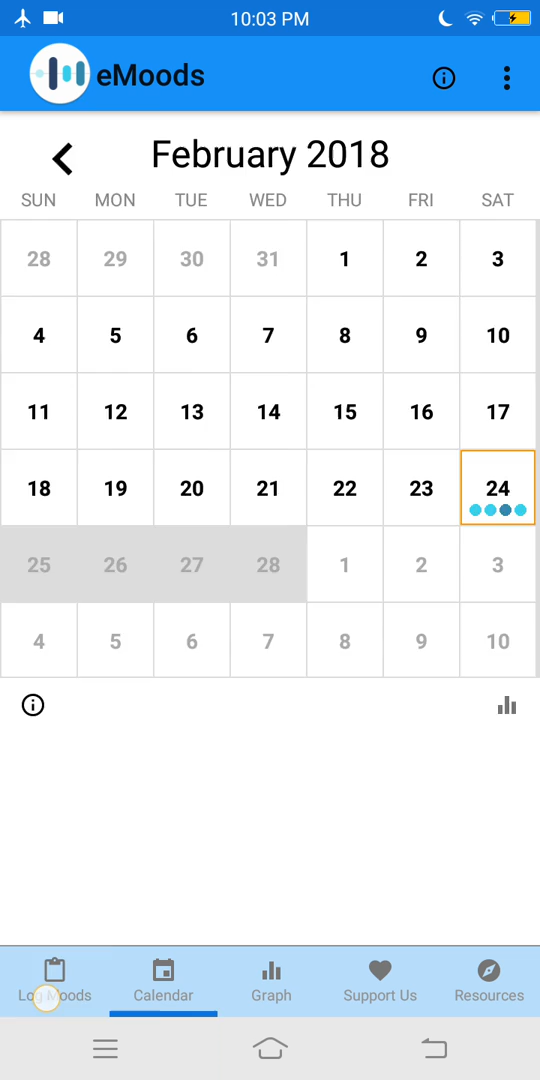 10:03 PM
eMoods
February 2018
SUN MON TUE WED THU FRI SAT
28 29 30 31 1 2 3
4 5 6 7 8 9 10
11 12 13 14 15 16 17
18 19 20 21 22 23 24
25 26 27 28 1 2 3
4 5 6 7 8 9 10
Log Moods Calendar Graph Support Us Resources